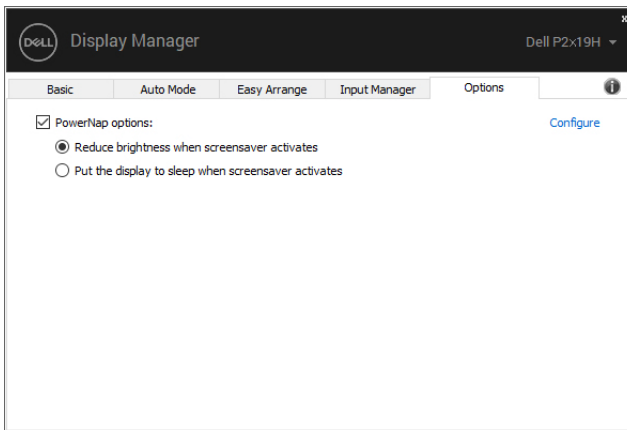 x
DELL Display Manager Dell P2x19H
Basic Auto Mode Easy Arrange Input Manager Options i
PowerNap options: Configure
Reduce brightness when screensaver activates
Put the display to sleep when screensaver activates